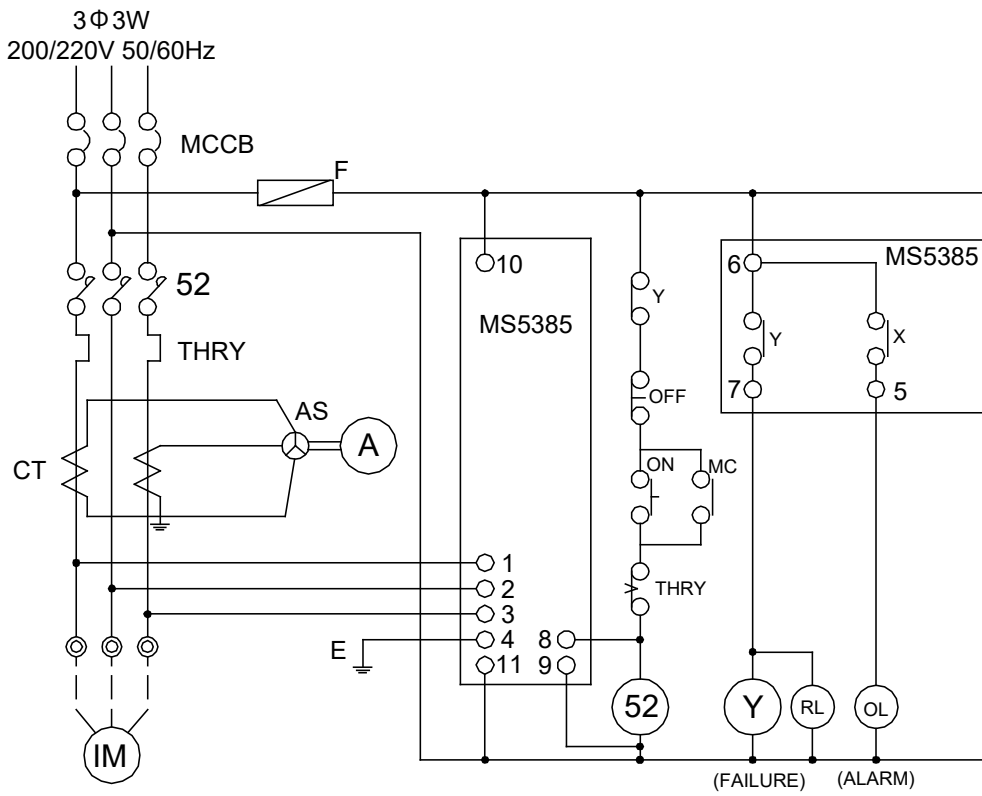 3Φ3W
200/220V 50/60Hz
MCCB
F
52
THRY
AS
A
CT
10
MS5385
1
2
3
4
11
8
9
E
IM
Y
OFF
ON
MC
THRY
52
MS5385
6
Y
X
7
5
Y
RL
OL
(FAILURE)
(ALARM)